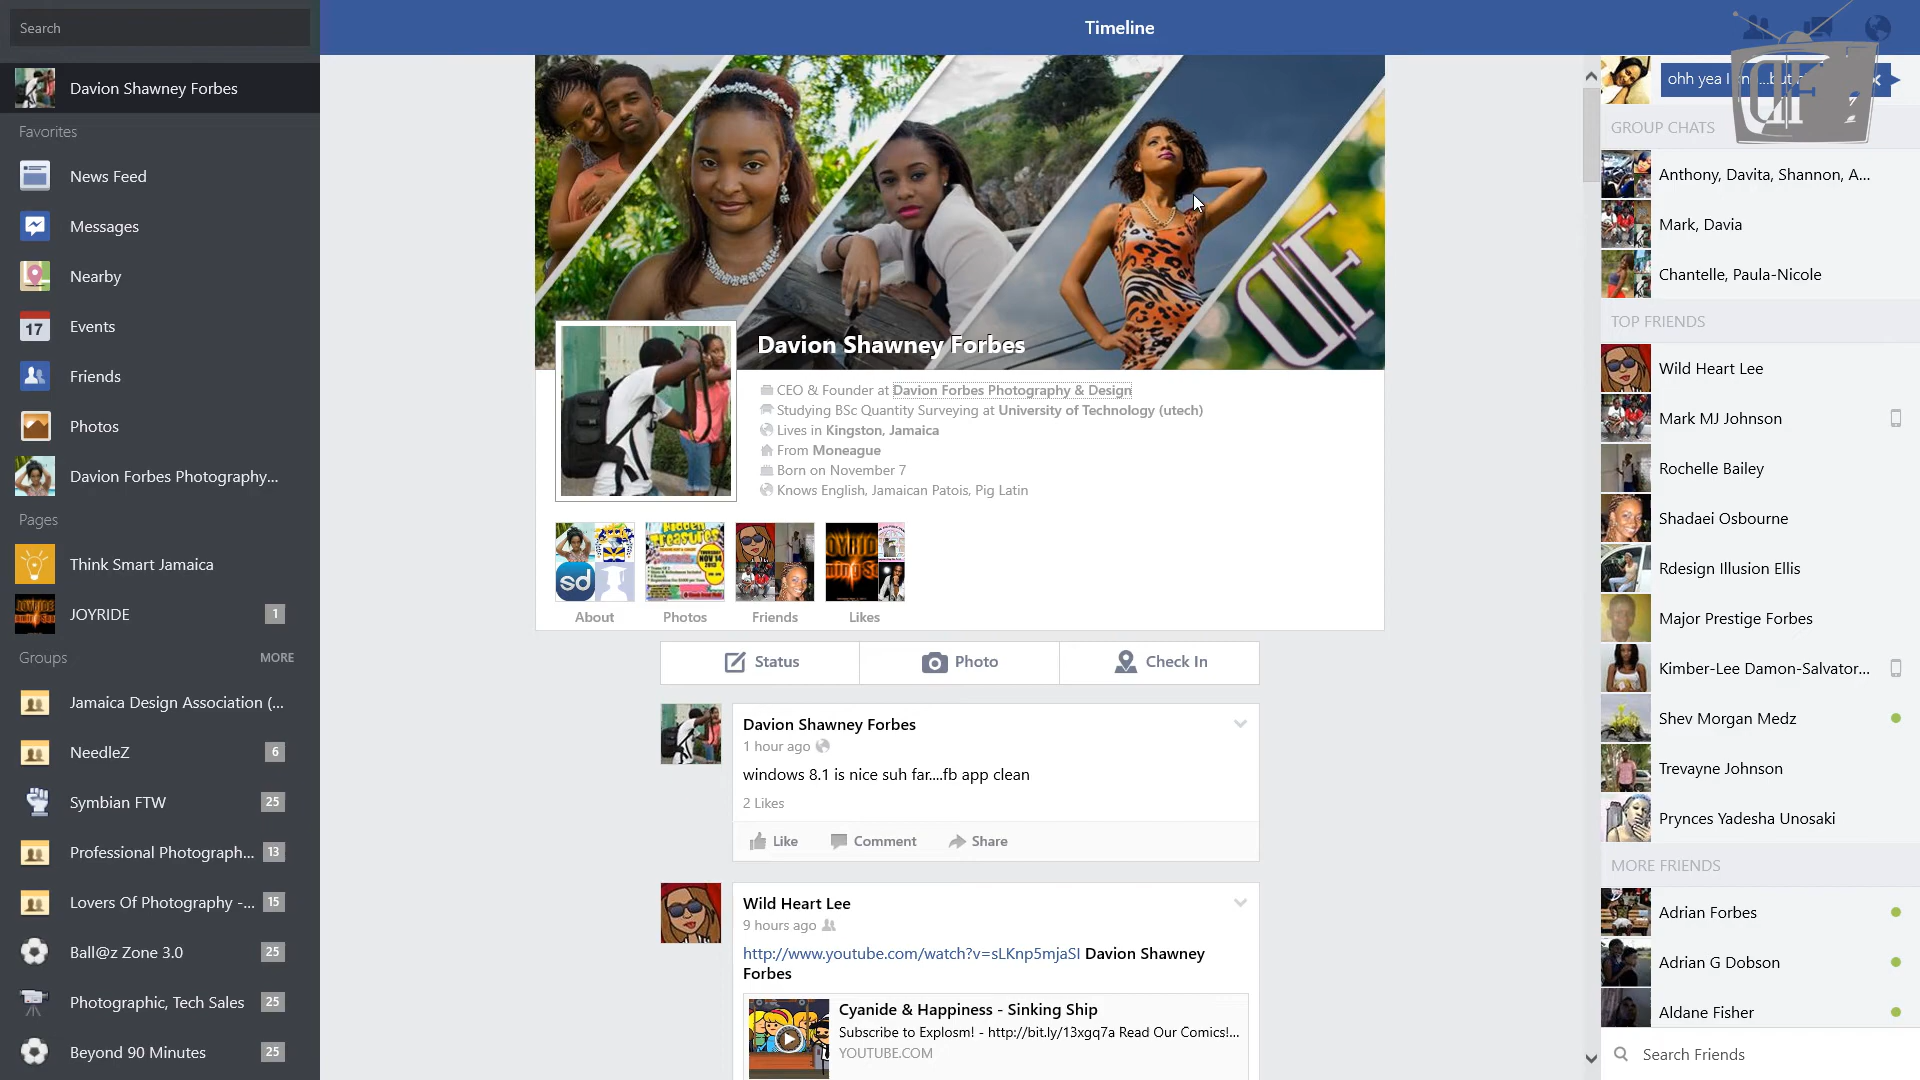 Search
Timeline
Davion Shawney Forbes
Favorites
News Feed
Messages
Nearby
17
Events
Friends
Photos
Davion Forbes Photography...
Pages
Think Smart Jamaica
JOYRIDE
1
Groups
MORE
Jamaica Design Association (...
NeedleZ
6
Symbian FTW
25
Professional Photograph...
13
Lovers Of Photography -...
15
Ball@z Zone 3.0
25
Photographic, Tech Sales
25
Beyond 90 Minutes
25
DF
Davion Shawney Forbes
CEO & Founder at Davion Forbes Photography & Design
Studying BSc Quantity Surveying at University of Technology (utech)
Lives in Kingston, Jamaica
From Moneague
Born on November 7
Knows English, Jamaican Patois, Pig Latin
sd
About
Photos
Friends
Likes
Status
Photo
Check In
Davion Shawney Forbes
1 hour ago
windows 8.1 is nice suh far....fb app clean
2 Likes
Like
Comment
Share
Wild Heart Lee
9 hours ago
http://www.youtube.com/watch?v=sLKnp5mjaSI Davion Shawney
Forbes
Cyanide & Happiness - Sinking Ship
Subscribe to Explosm! - http://bit.ly/13xgq7a Read Our Comics!...
YOUTUBE.COM
ohh yea I
DF
GROUP CHATS
Anthony, Davita, Shannon, A...
Mark, Davia
Chantelle, Paula-Nicole
TOP FRIENDS
Wild Heart Lee
Mark MJ Johnson
Rochelle Bailey
Shadaei Osbourne
Rdesign Illusion Ellis
Major Prestige Forbes
Kimber-Lee Damon-Salvator...
Shev Morgan Medz
Trevayne Johnson
Prynces Yadesha Unosaki
MORE FRIENDS
Adrian Forbes
Adrian G Dobson
Aldane Fisher
Search Friends